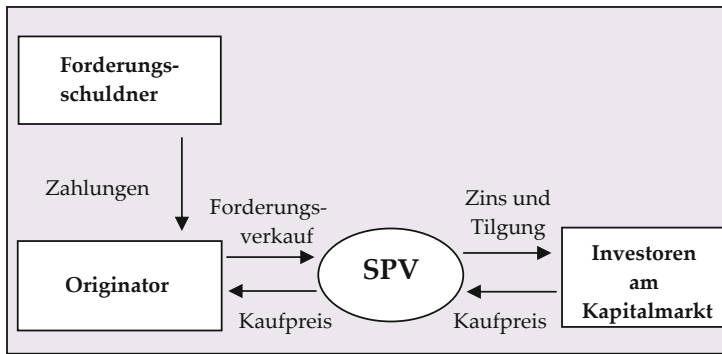 Forderungs-
schuldner
Zahlungen
Forderungs-
verkauf
Zins und
Tilgung
Originator
SPV
Investoren
am
Kapitalmarkt
Kaufpreis
Kaufpreis